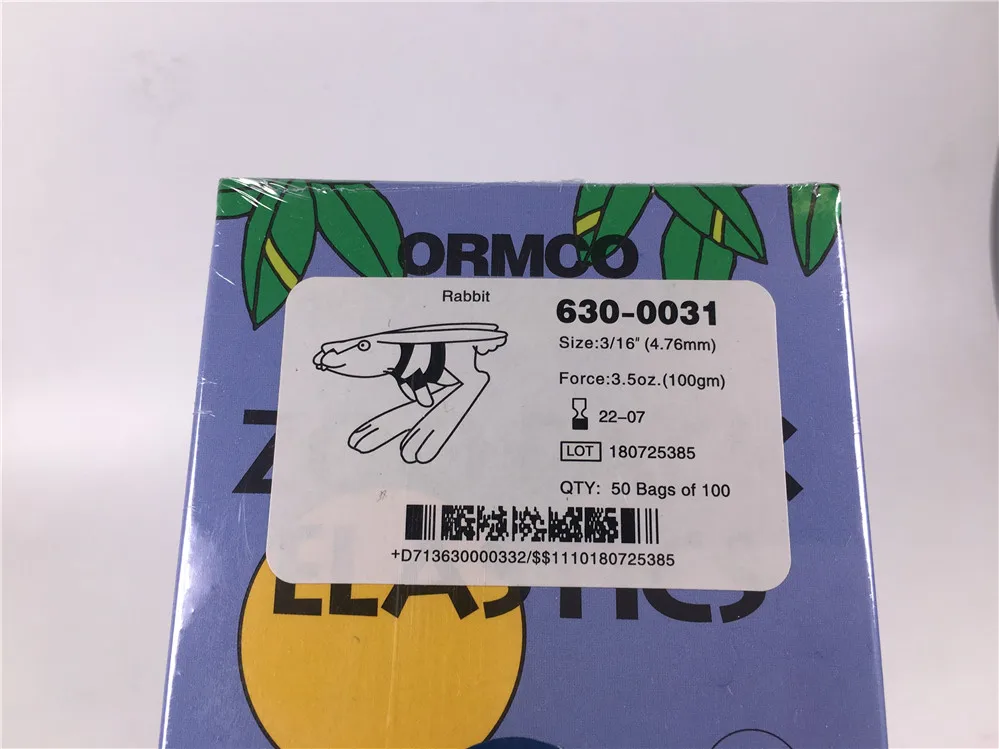 ORMCO
Rabbit
630-0031
Size:3/16" (4.76mm)
Force:3.5oz.(100gm)
22-07
LOT 180725385
QTY: 50 Bags of 100
+D713630000332/$$1110180725385
ELASTICS